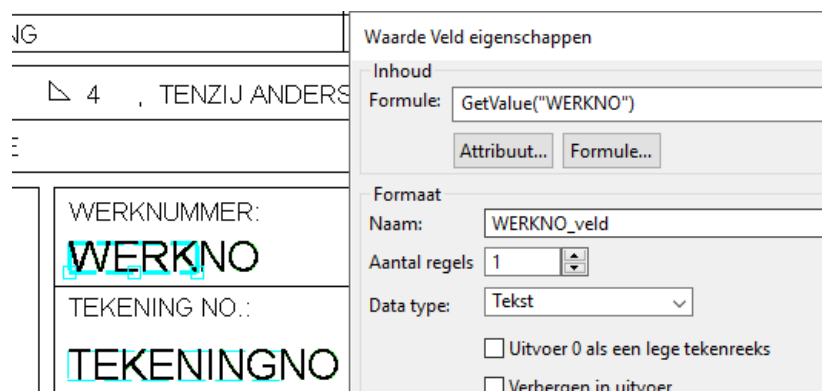 NG
4 , TENZIJ ANDERS
E
WERKNUMMER:
WERKNO
TEKENING NO.:
TEKENINGNO
Waarde Veld eigenschappen
Inhoud
Formule: GetValue("WERKNO")
Attribuut... Formule...
Formaat
Naam: WERKNO_veld
Aantal regels 1
Data type: Tekst
Uitvoer 0 als een lege tekenreeks
Verbergen in uitvoer